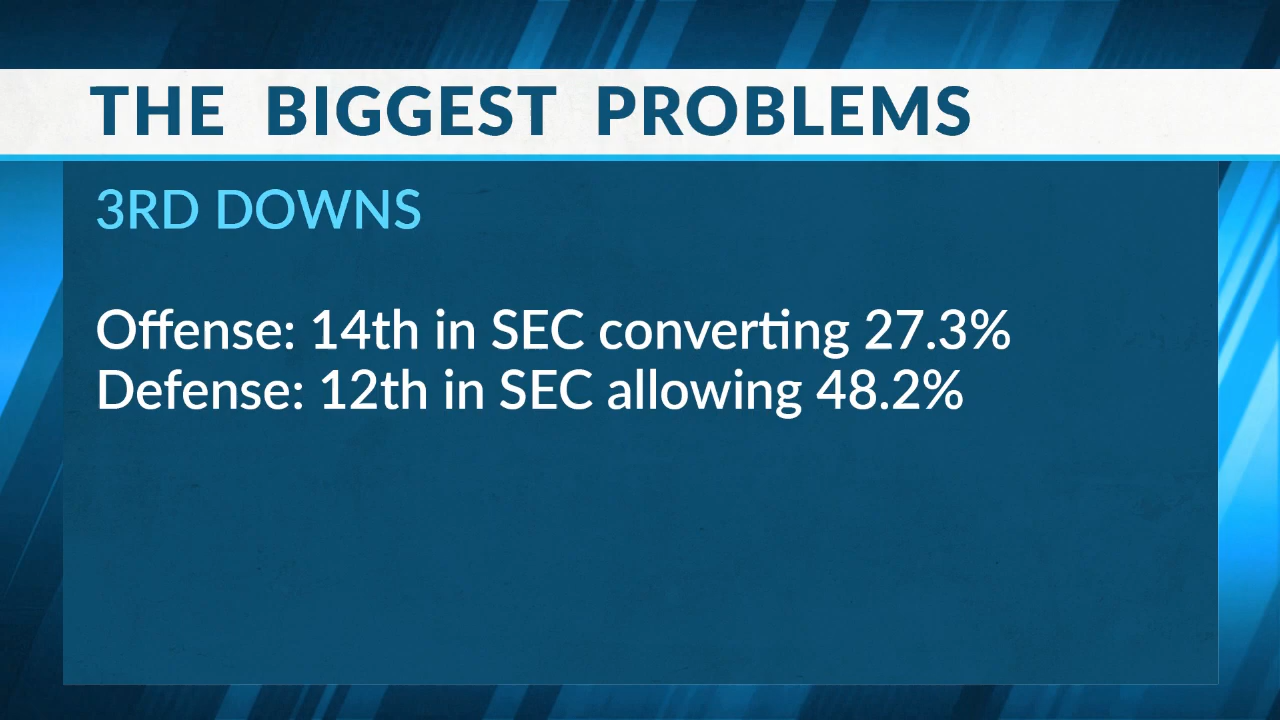 THE BIGGEST PROBLEMS
3RD DOWNS
Offense: 14th in SEC converting 27.3%
Defense: 12th in SEC allowing 48.2%